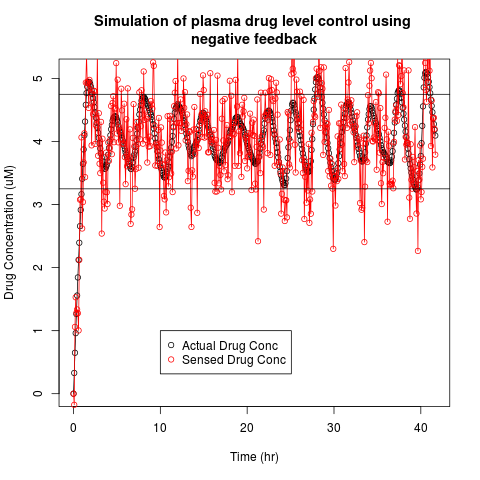 Simulation of plasma drug level control using
negative feedback
Drug Concentration (uM)
5
4
3
2
1
0
Actual Drug Conc
Sensed Drug Conc
0 10 20 30 40
Time (hr)